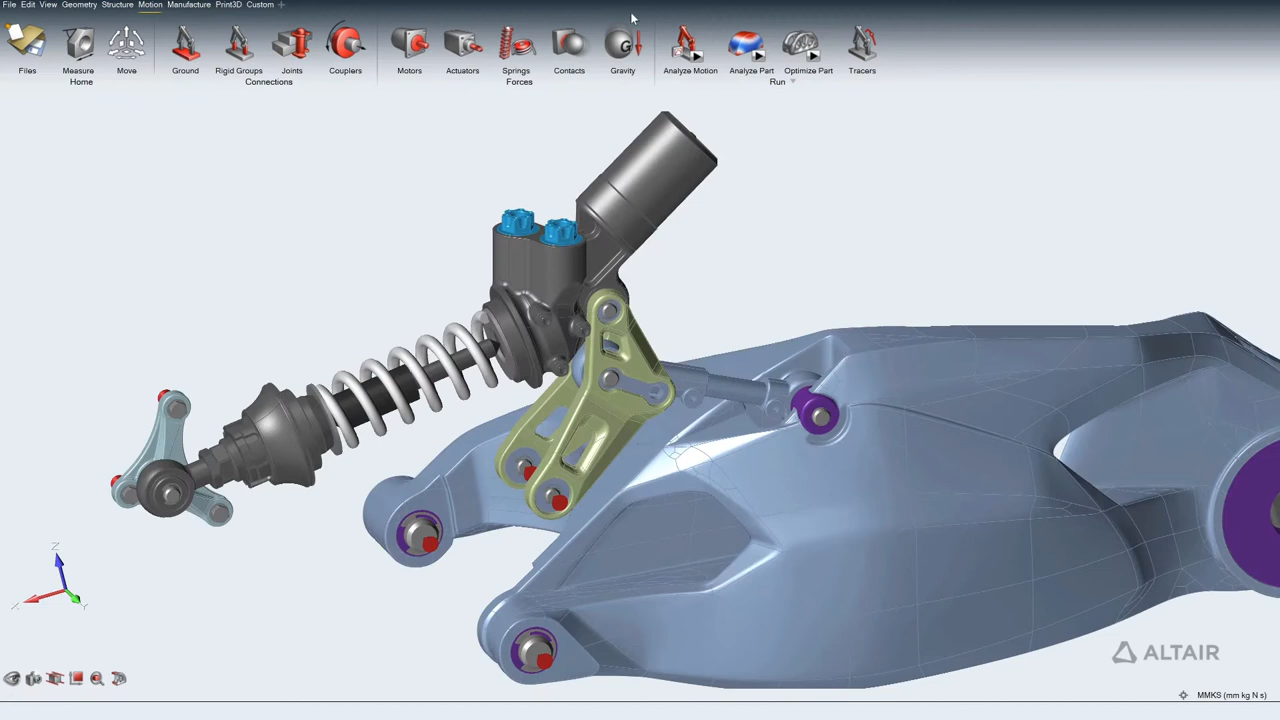 File Edit View Geometry Structure Motion Manufacture Print3D Custom
Files Measure Move Ground Rigid Groups Joints Couplers Motors Actuators Springs Contacts Gravity Analyze Motion Analyze Part Optimize Part Tracers
Home Connections Forces Run
G
Z
X Y
ALTAIR
MMKS (mm kg N s)